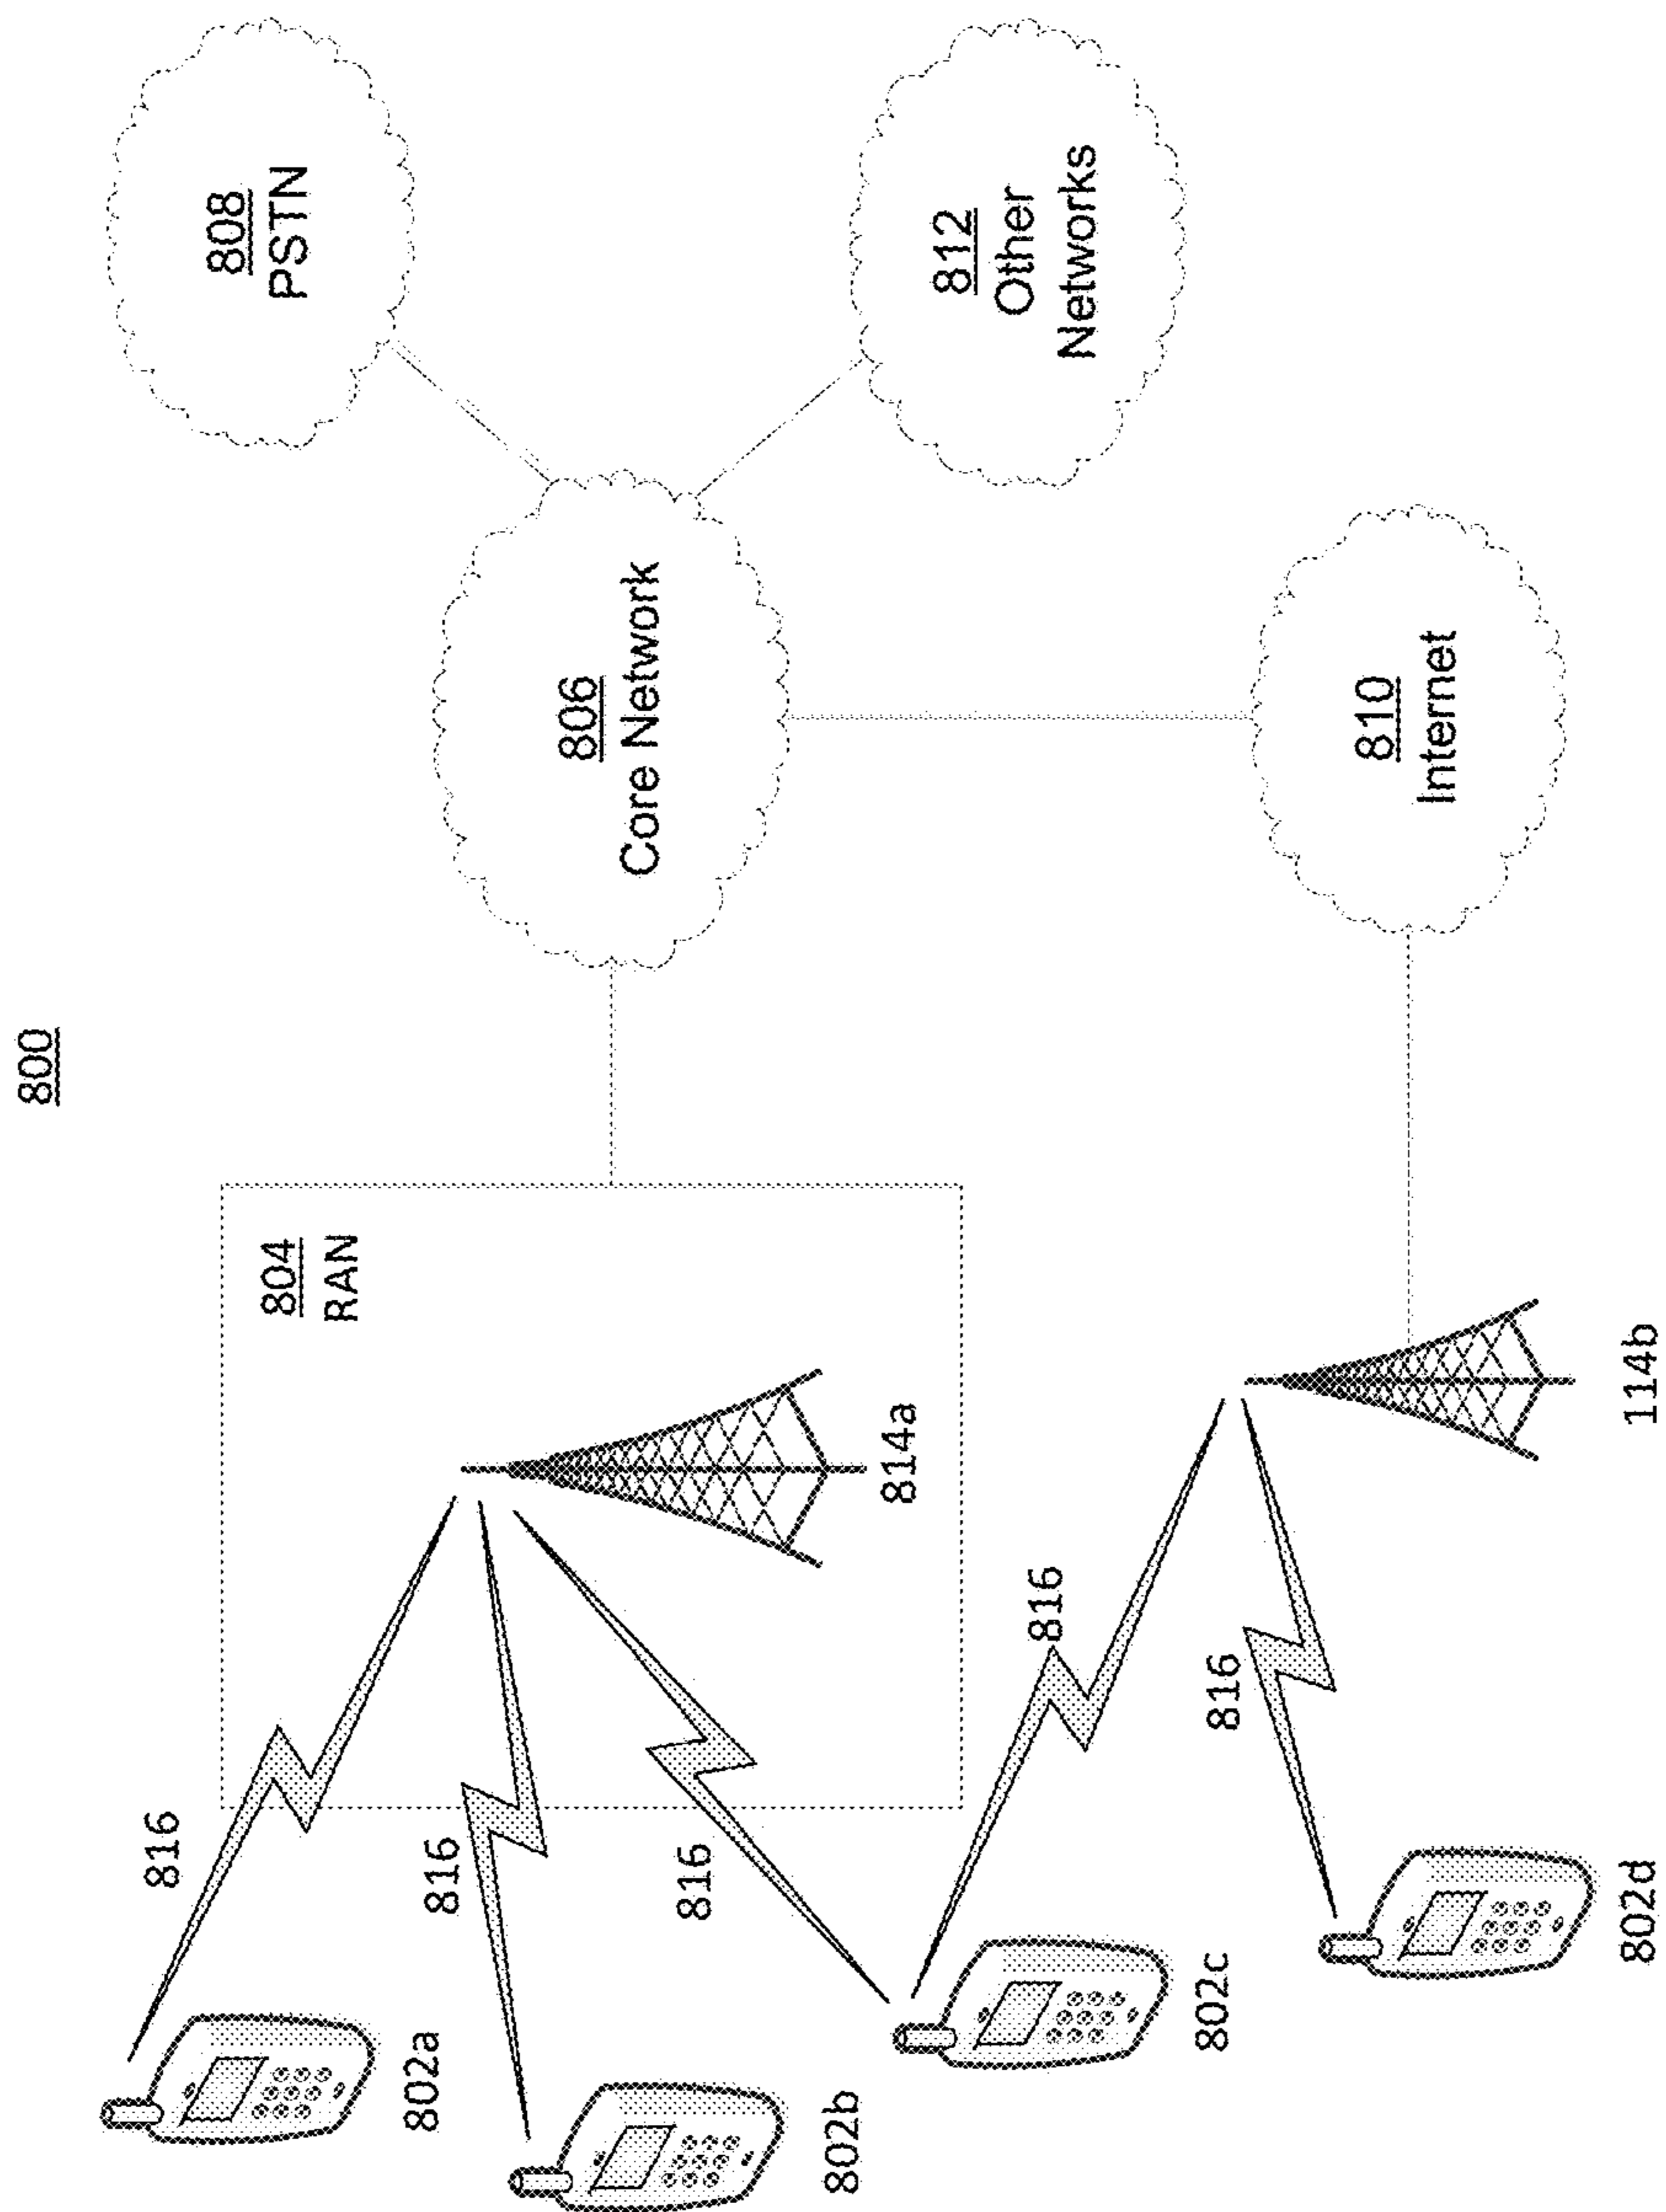 800
816
808
PSTN
804
RAN
802a
816
806
Core Network
816
802b
814a
812
Other
Networks
816
802c
816
810
Internet
802d
114b